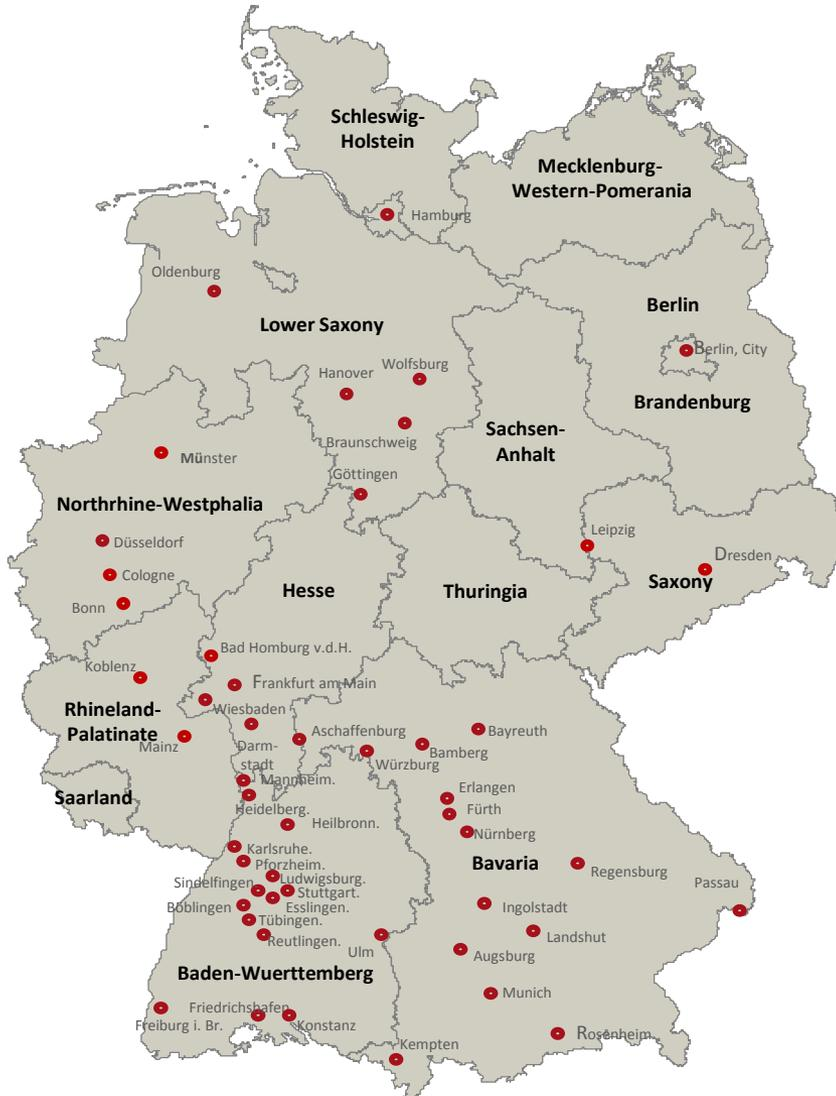 Schleswig-
Holstein
Mecklenburg-
Western-Pomerania
Hamburg
Oldenburg
Berlin
Lower Saxony
Berlin, City
Wolfsburg
Hanover
Brandenburg
Sachsen-
Anhalt
Braunschweig
Münster
Göttingen
Northrhine-Westphalia
Leipzig
Düsseldorf
Dresden
Cologne
Saxony
Hesse
Thuringia
Bonn
Bad Homburg v.d.H.
Koblenz
Frankfurt am Main
Wiesbaden
Rhineland-
Palatinate
Mainz
Aschaffenburg
Bayreuth
Darm-
stadt
Bamberg
Würzburg
Mannheim.
Saarland
Erlangen
Heidelberg.
Fürth
Heilbronn.
Nürnberg
Karlsruhe.
Bavaria
Pforzheim.
Regensburg
Ludwigsburg.
Sindelfingen
Passau
Stuttgart.
Böblingen
Esslingen.
Ingolstadt
Tübingen.
Landshut
Reutlingen.
Ulm
Augsburg
Baden-Wuerttemberg
Munich
Friedrichshafen
Freiburg i. Br.
Konstanz
Rosenheim
Kempten